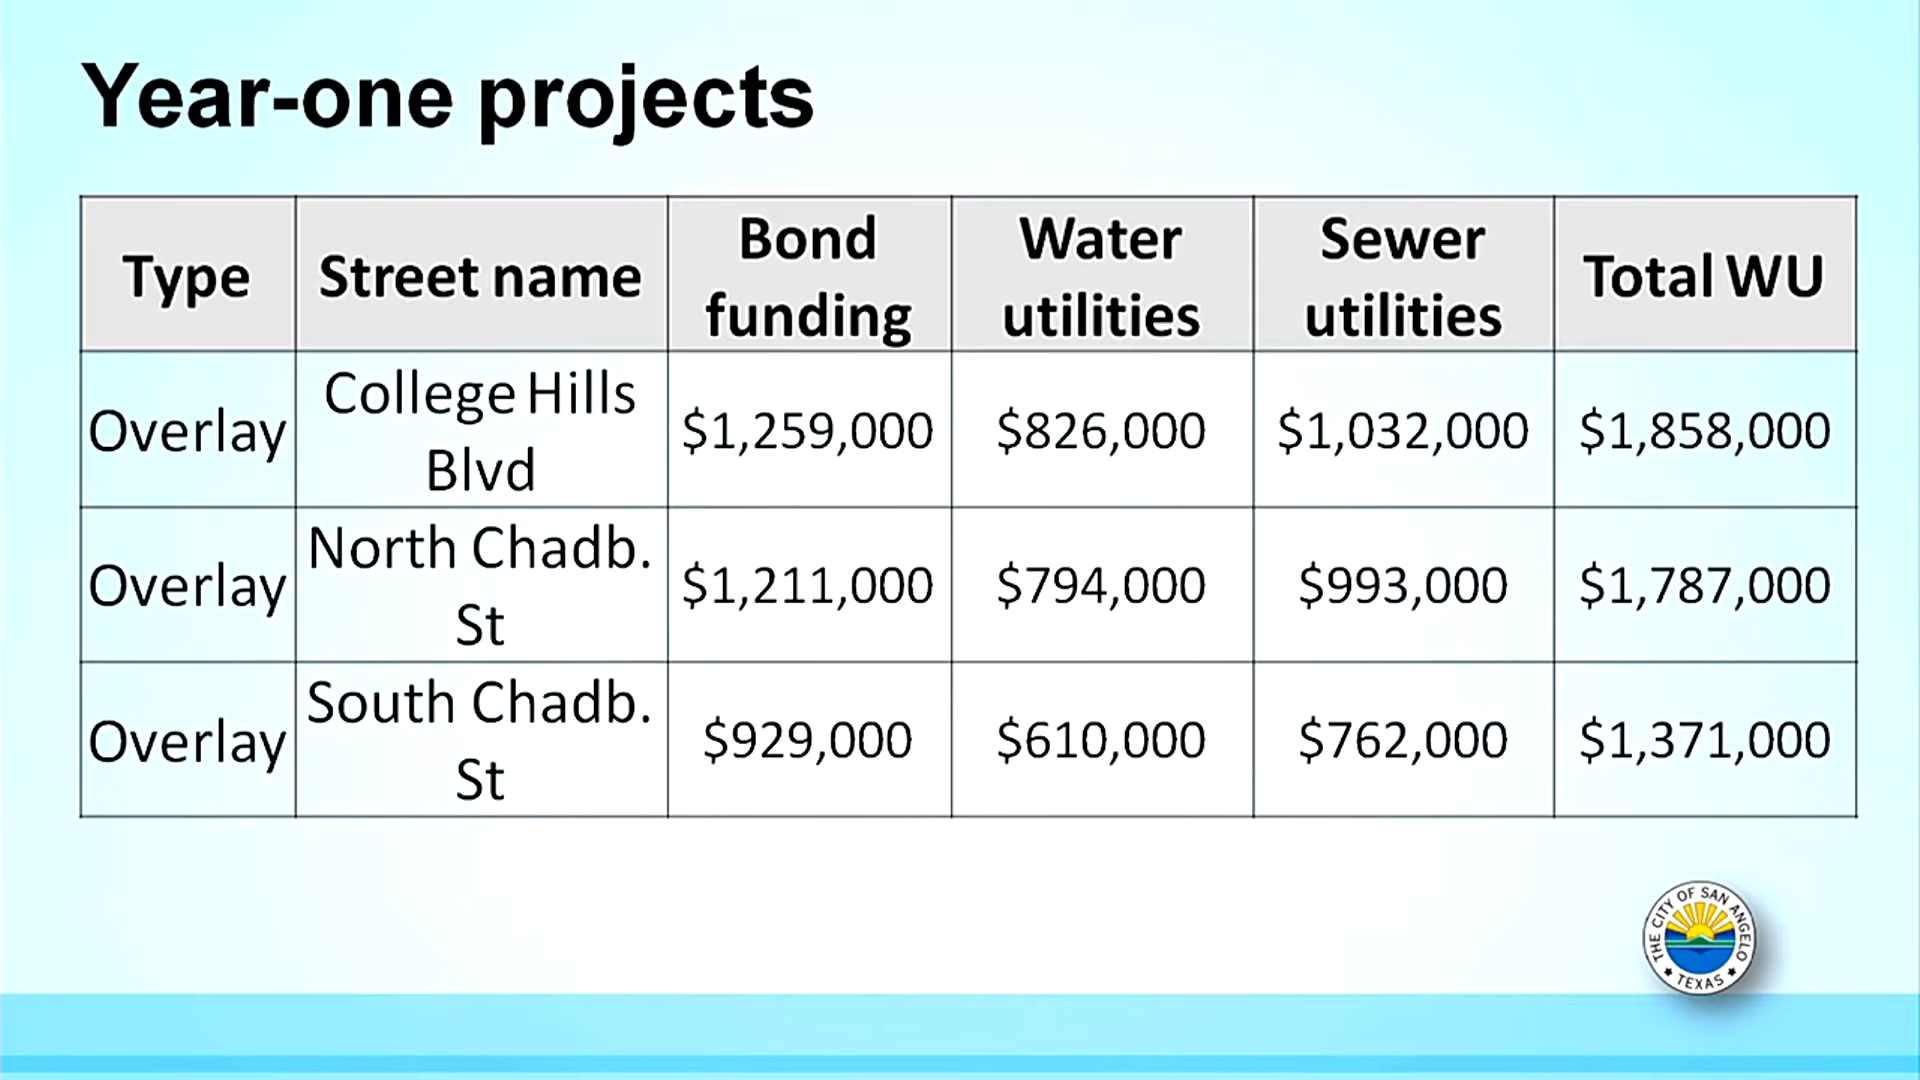 Year-one projects
Type
Street name
Bond
funding
Water
utilities
Sewer
utilities
Total WU
Overlay
College Hills
Blvd
$1,259,000
$826,000
$1,032,000
$1,858,000
Overlay
North Chadb.
St
$1,211,000
$794,000
$993,000
$1,787,000
Overlay
South Chadb.
St
$929,000
$610,000
$762,000
$1,371,000
THE CITY OF SAN ANGELO
TEXAS